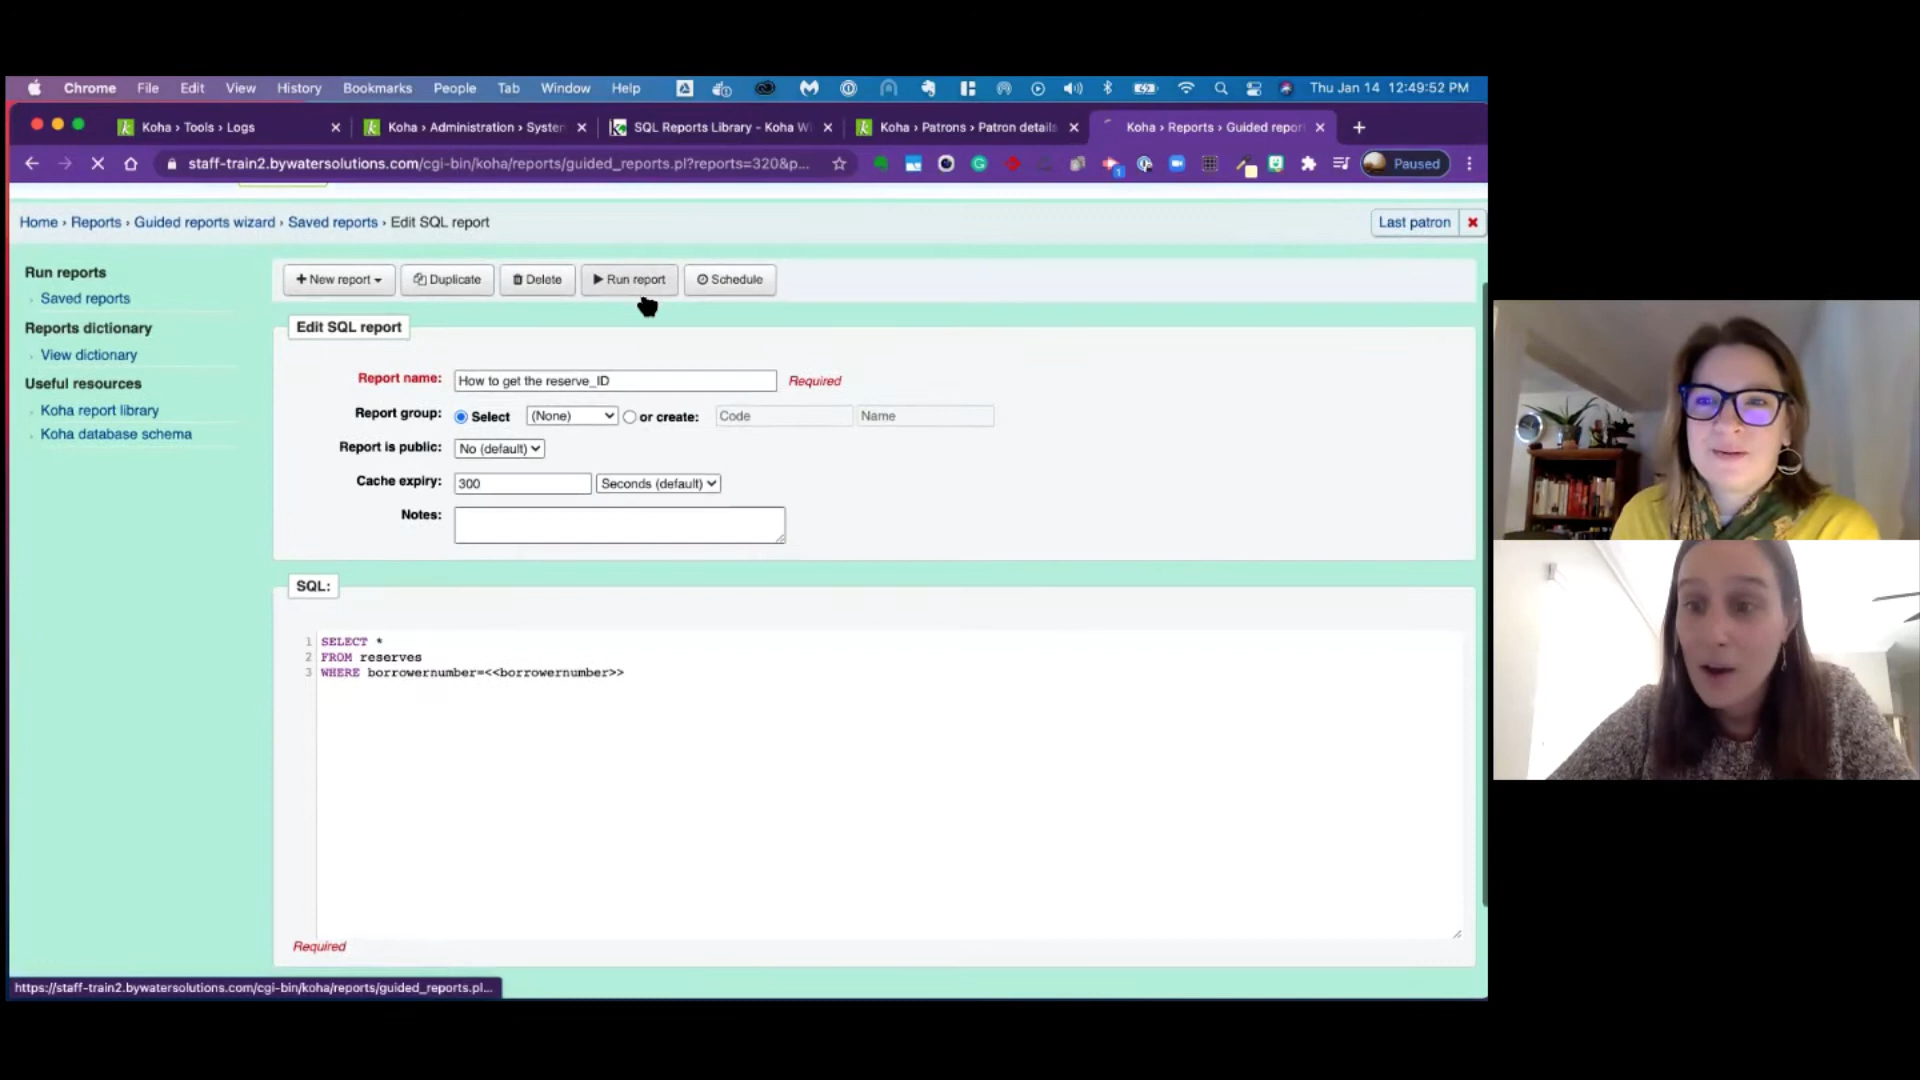 Chrome File Edit View History Bookmarks People Tab Window Help Thu Jan 14 12:49:52 PM
Koha › Tools › Logs
Koha › Administration › System
SQL Reports Library - Koha Wi
Koha › Patrons › Patron details
Koha › Reports › Guided repor
staff-train2.bywatersolutions.com/cgi-bin/koha/reports/guided_reports.pl?reports=320&p...
Paused
Home › Reports › Guided reports wizard › Saved reports › Edit SQL report
Last patron
Run reports
Saved reports
Reports dictionary
View dictionary
Useful resources
Koha report library
Koha database schema
+ New report
Duplicate
Delete
Run report
Schedule
Edit SQL report
Report name: How to get the reserve_ID Required
Report group: Select (None) or create: Code Name
Report is public: No (default)
Cache expiry: 300 Seconds (default)
Notes:
SQL:
1 SELECT *
2 FROM reserves
3 WHERE borrowernumber=<<borrowernumber>>
Required
https://staff-train2.bywatersolutions.com/cgi-bin/koha/reports/guided_reports.pl...